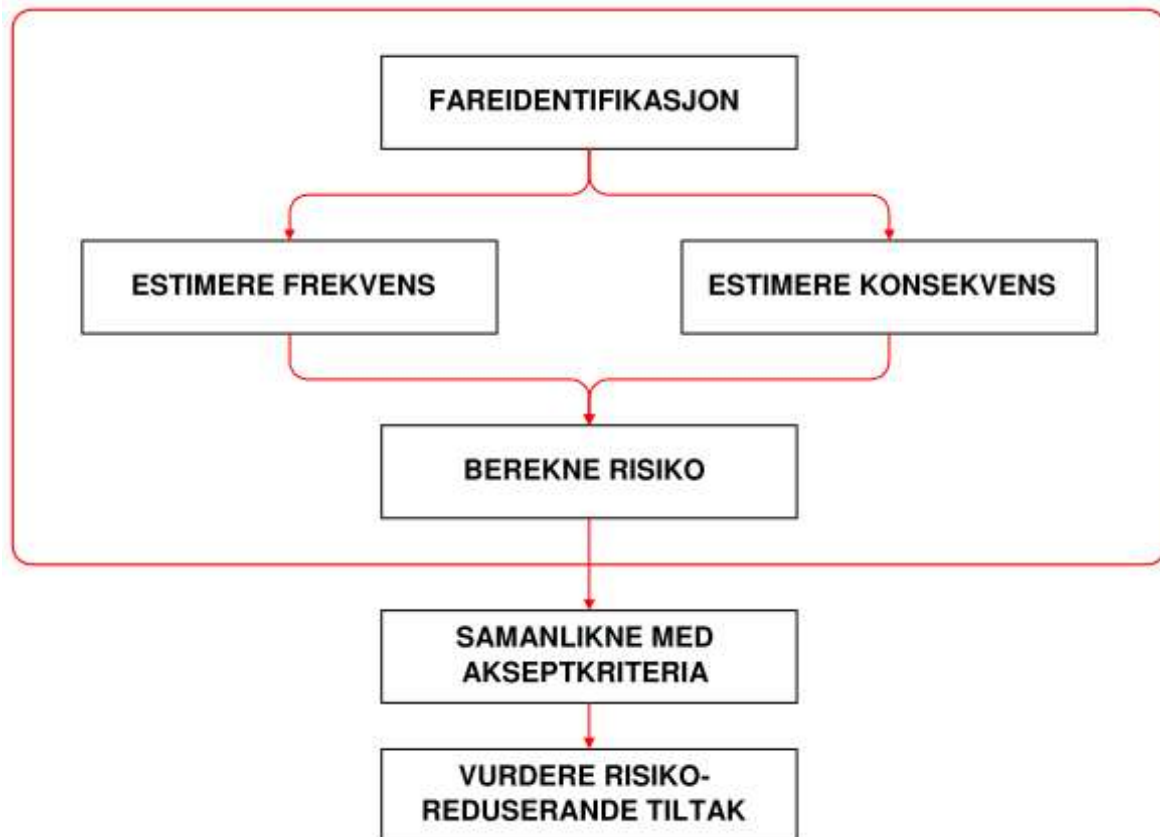 FAREIDENTIFIKASJON
ESTIMERE FREKVENS
ESTIMERE KONSEKVENS
BEREKNE RISIKO
SAMANLIKNE MED
AKSEPTKRITERIA
VURDERE RISIKO-
REDUSERANDE TILTAK